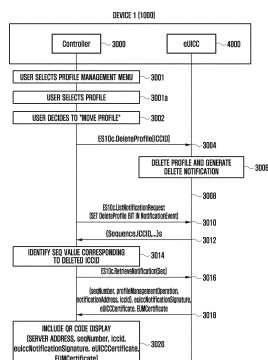 DEVICE 1 (1000)
Controller
3000
eUICC
4000
USER SELECTS PROFILE MANAGEMENT MENU
3001
USER SELECTS PROFILE
3001a
USER DECIDES TO "MOVE PROFILE"
3002
ES10c.DeleteProfile(ICCID)
3004
DELETE PROFILE AND GENERATE
DELETE NOTIFICATION
3006
3008
ES10c.ListNotificationRequest
(SET DeleteProfile BIT IN NotificationEvent)
3010
{Sequence,ICCID,...}s
3012
IDENTIFY SEQ VALUE CORRESPONDING
TO DELETED ICCID
3014
ES10c.RetrieveNotification(Seq)
3016
(seqNumber, profileManagementOperation,
notificationAddress, iccid), euiccNotificationSignature,
eUICCCertificate, EUMCertificate
3018
INCLUDE QR CODE DISPLAY
(SERVER ADDRESS, seqNumber, iccid,
euiccNotificationSignature, eUICCCertificate,
EUMCertificate)
3020